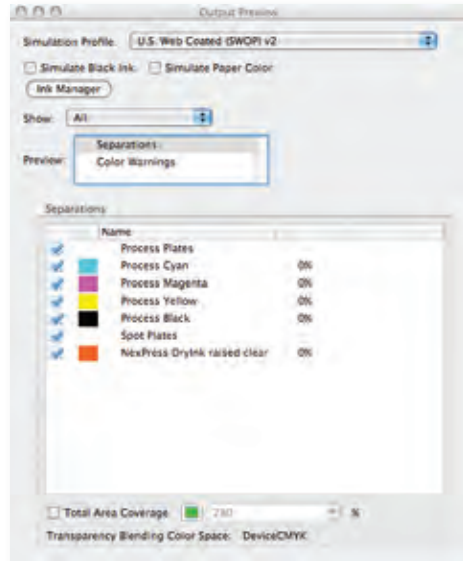 Output Preview
Simulation Profile: U.S. Web Coated (SWOP) v2
Simulate Black Ink Simulate Paper Color
Ink Manager
Show: All
Separations
Preview: Color Warnings
Separations
Name
Process Plates
Process Cyan 0%
Process Magenta 0%
Process Yellow 0%
Process Black 0%
Spot Plates
NexPress DryInk raised clear 0%
Total Area Coverage %
Transparency Blending Color Space: DeviceCMYK